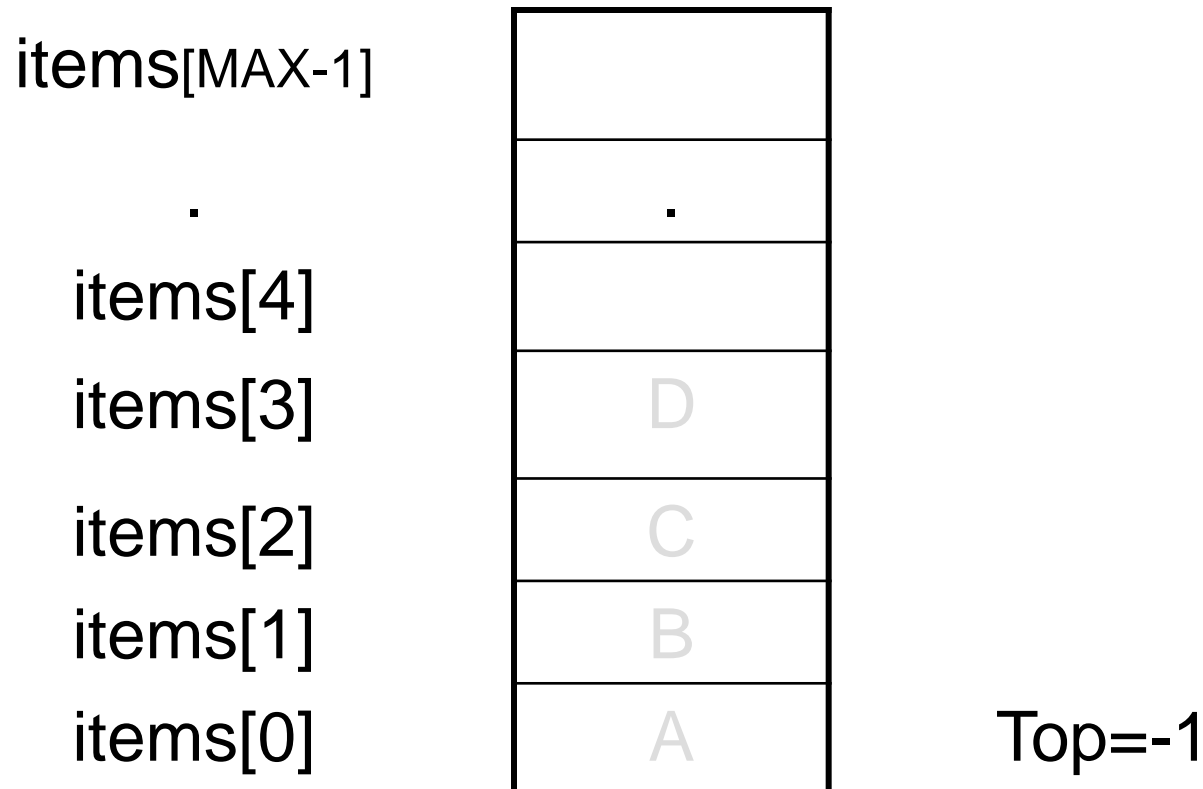 items[MAX-1]
. .
items[4]
items[3] D
items[2] C
items[1] B
items[0] A Top=-1